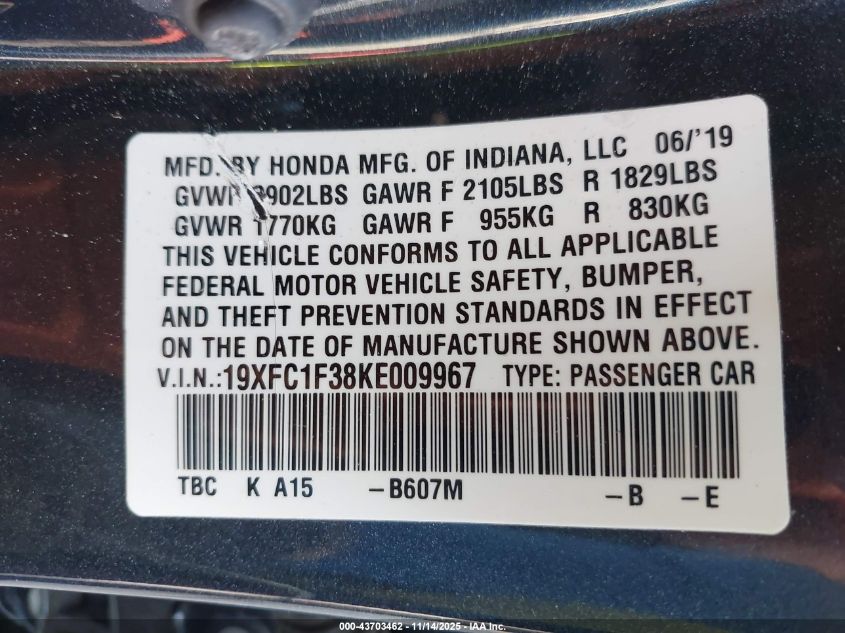 MFD. BY HONDA MFG. OF INDIANA, LLC 06/'19
GVWR 3902LBS GAWR F 2105LBS R 1829LBS
GVWR 1770KG GAWR F 955KG R 830KG
THIS VEHICLE CONFORMS TO ALL APPLICABLE
FEDERAL MOTOR VEHICLE SAFETY, BUMPER,
AND THEFT PREVENTION STANDARDS IN EFFECT
ON THE DATE OF MANUFACTURE SHOWN ABOVE.
V.I.N.:19XFC1F38KE009967 TYPE: PASSENGER CAR
TBC K A15 -B607M -B -E
000-43703462 - 11/14/2025 - IAAI.com